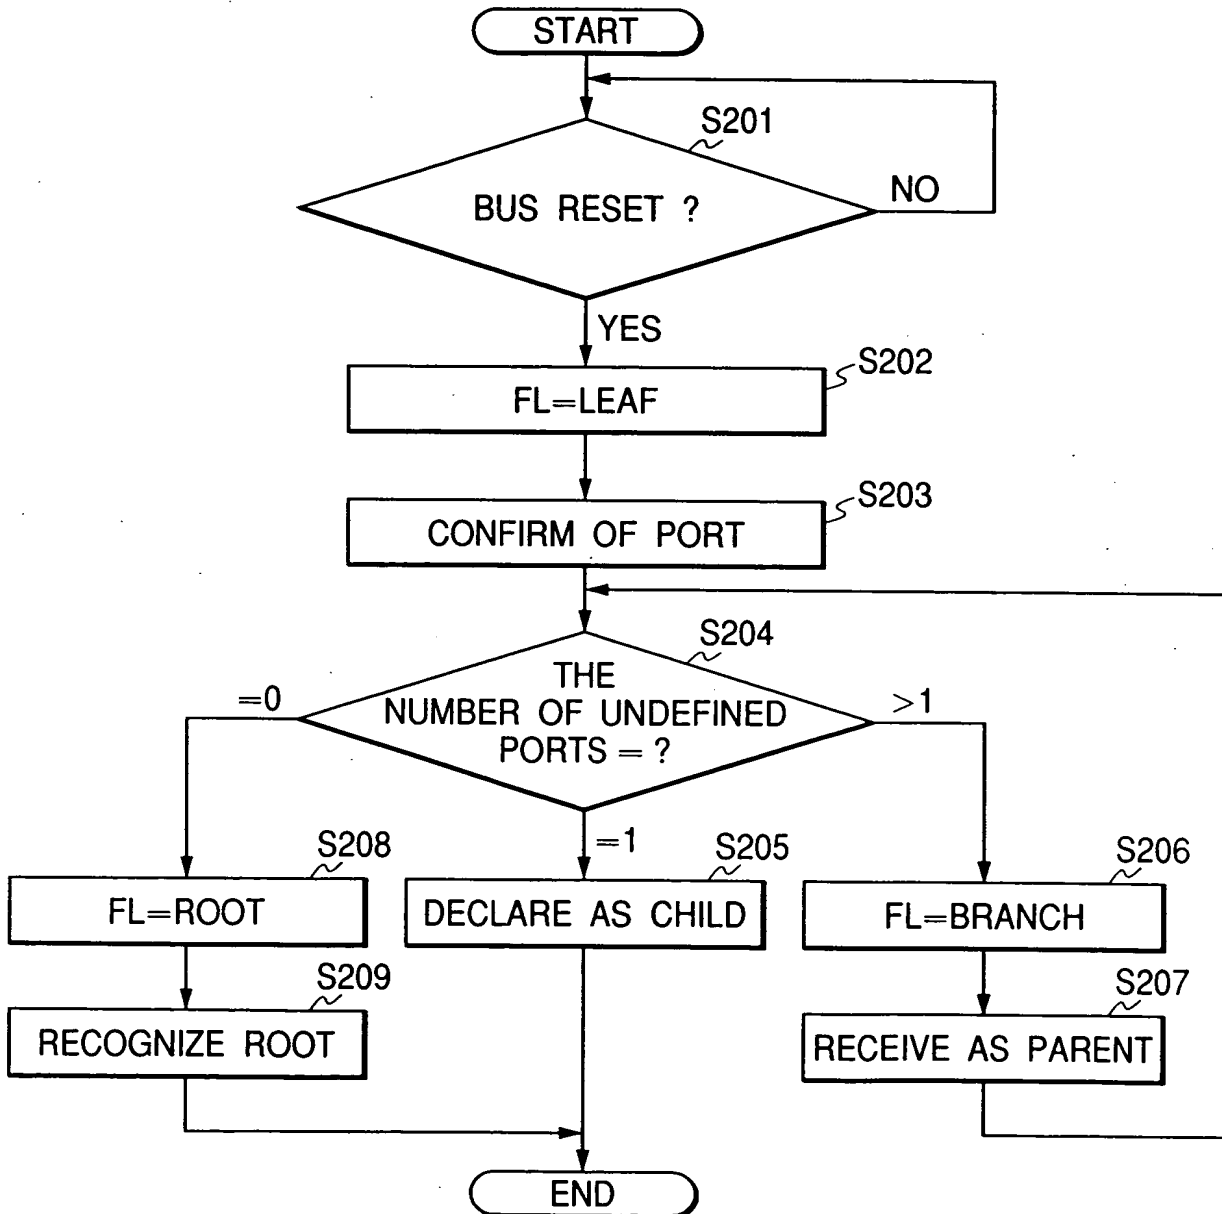 START
S201
BUS RESET ?
NO
YES
S202
FL=LEAF
S203
CONFIRM OF PORT
S204
THE
NUMBER OF UNDEFINED
PORTS = ?
=0
>1
=1
S208
FL=ROOT
S205
DECLARE AS CHILD
S206
FL=BRANCH
S209
RECOGNIZE ROOT
S207
RECEIVE AS PARENT
END